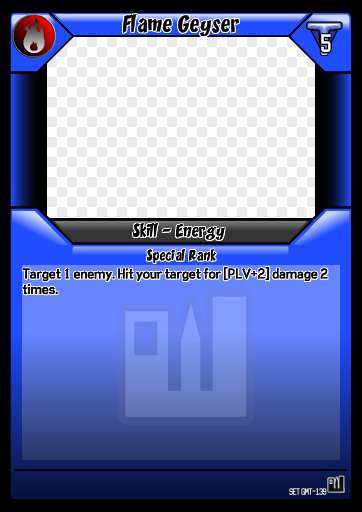 Flame Geyser
5
Skill - Energy
Special Rank
Target 1 enemy. Hit your target for [PLV+2] damage 2
times.
SET GMT-139